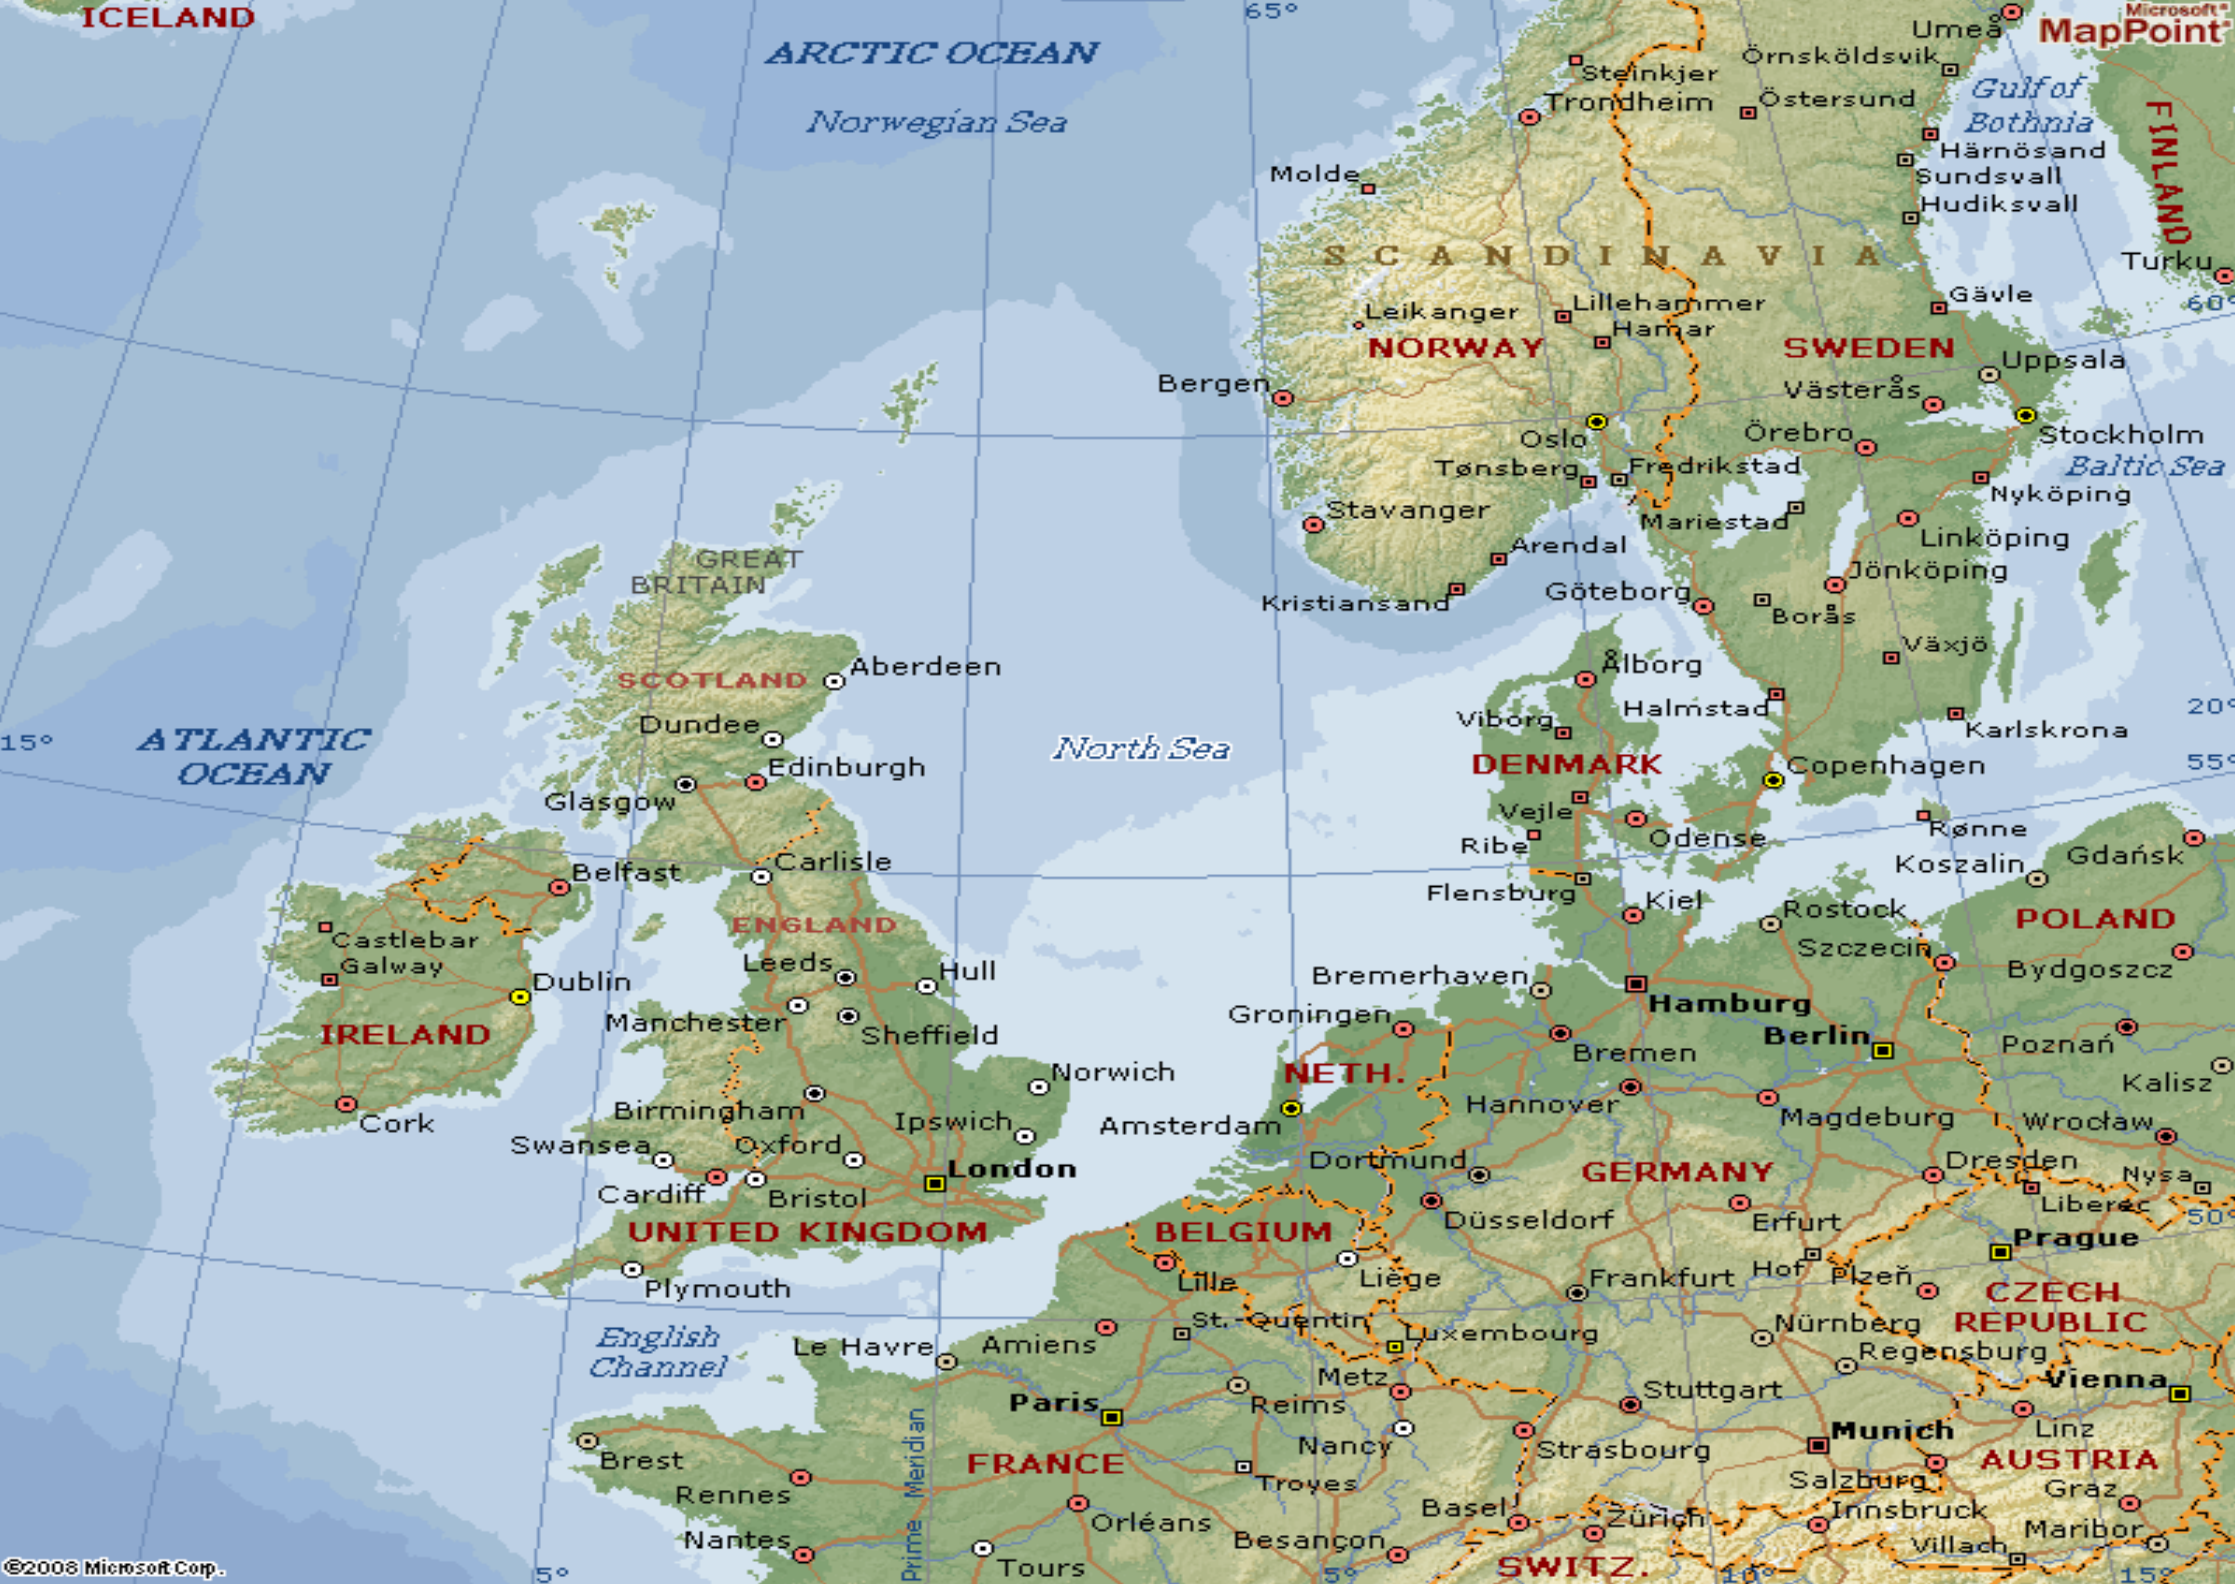 ICELAND
65°
Microsoft®
MapPoint®
Umeå
ARCTIC OCEAN
Örnsköldsvik
Steinkjer
Gulf of
Bothnia
Östersund
Trondheim
Norwegian Sea
FINLAND
Härnösand
Molde
Sundsvall
Hudiksvall
SCANDINAVIA
Turku
Gävle
60°
Leikanger
Lillehammer
Hamar
NORWAY
SWEDEN
Uppsala
Bergen
Västerås
Oslo
Örebro
Stockholm
Baltic Sea
Tønsberg
Fredrikstad
Nyköping
Stavanger
Mariestad
Linköping
Arendal
GREAT
BRITAIN
Jönköping
Kristiansand
Göteborg
Borås
Växjö
Aberdeen
SCOTLAND
Ålborg
Halmstad
20°
Dundee
Viborg
Karlskrona
15°
ATLANTIC
OCEAN
North Sea
Edinburgh
DENMARK
Copenhagen
55°
Glasgow
Vejle
Odense
Rønne
Ribe
Carlisle
Koszalin
Gdańsk
Belfast
Flensburg
Kiel
Rostock
POLAND
ENGLAND
Castlebar
Szczecin
Galway
Leeds
Hull
Bremerhaven
Bydgoszcz
Dublin
Hamburg
Manchester
Groningen
IRELAND
Sheffield
Berlin
Bremen
Poznań
Norwich
NETH.
Kalisz
Birmingham
Hannover
Cork
Ipswich
Amsterdam
Magdeburg
Wrocław
Swansea
Oxford
Dortmund
Dresden
London
GERMANY
Nysa
Cardiff
Bristol
Liberec
Düsseldorf
Erfurt
50°
UNITED KINGDOM
BELGIUM
Prague
Plymouth
Lille
Liège
Frankfurt
Hof
Plzeň
CZECH
REPUBLIC
English
Channel
Le Havre
Amiens
St.-Quentin
Luxembourg
Nürnberg
Regensburg
Metz
Stuttgart
Vienna
Paris
Reims
Linz
Brest
Nancy
Munich
Strasbourg
FRANCE
AUSTRIA
Prime Meridian
Troyes
Salzburg
Rennes
Graz
Orléans
Basel
Zürich
Innsbruck
Nantes
Besançon
Maribor
Villach
©2008 Microsoft Corp.
5°
Tours
5°
SWITZ.
10°
15°